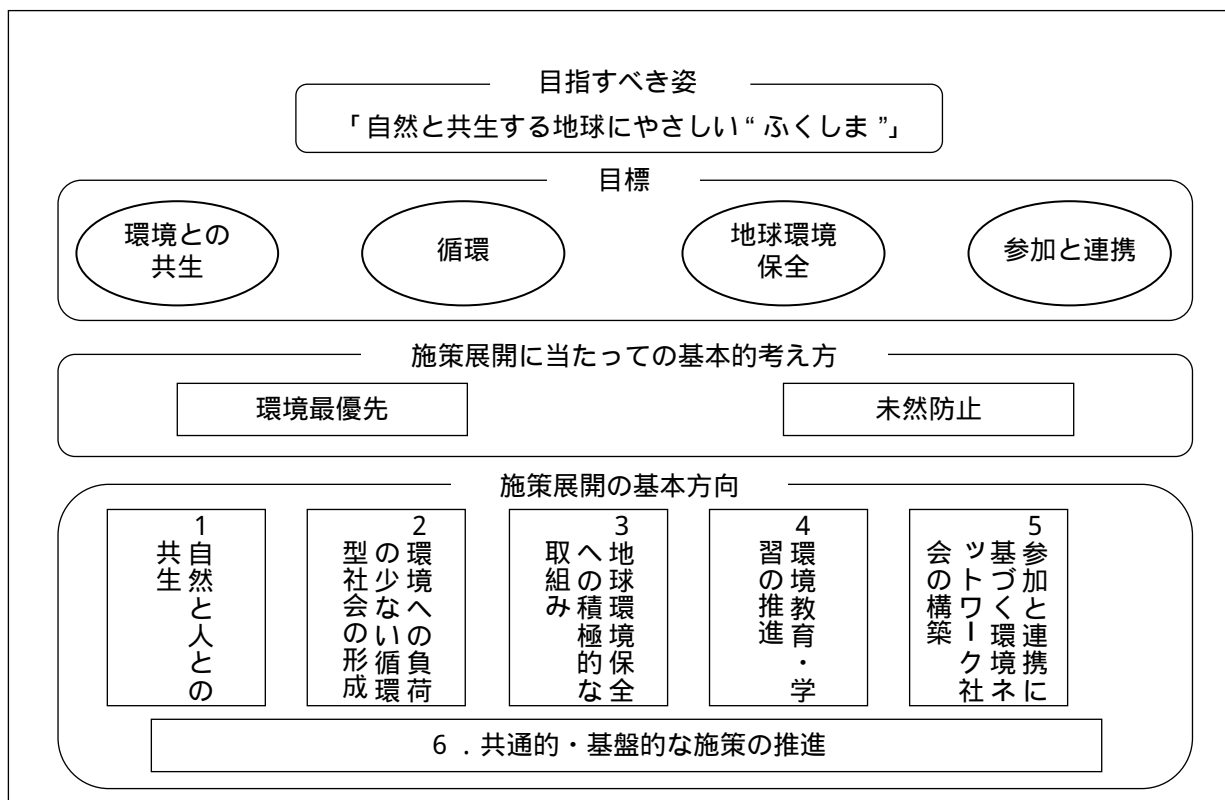 目指すべき姿
「自然と共生する地球にやさしい“ふくしま”」
目標
環境との
共生
循環
地球環境
保全
参加と連携
施策展開に当たっての基本的考え方
環境最優先
未然防止
施策展開の基本方向
1自然と人との
共生
2環境への負荷
の少ない循環
型社会の形成
3地球環境保全
への積極的な
取組み
4環境教育・学
習の推進
5参加と連携に
基づく環境ネ
ットワーク社
会の構築
6．共通的・基盤的な施策の推進